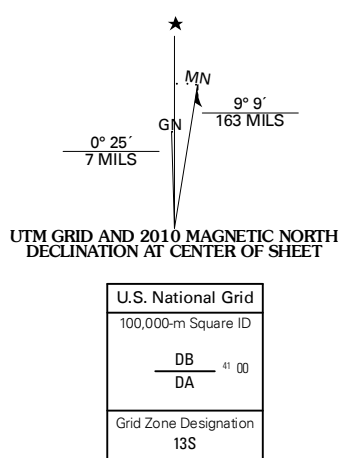 ★
MN
9° 9´
163 MILS
GN
0° 25´
7 MILS
UTM GRID AND 2010 MAGNETIC NORTH
DECLINATION AT CENTER OF SHEET
U.S. National Grid
100,000-m Square ID
DB
41 00
DA
Grid Zone Designation
13S